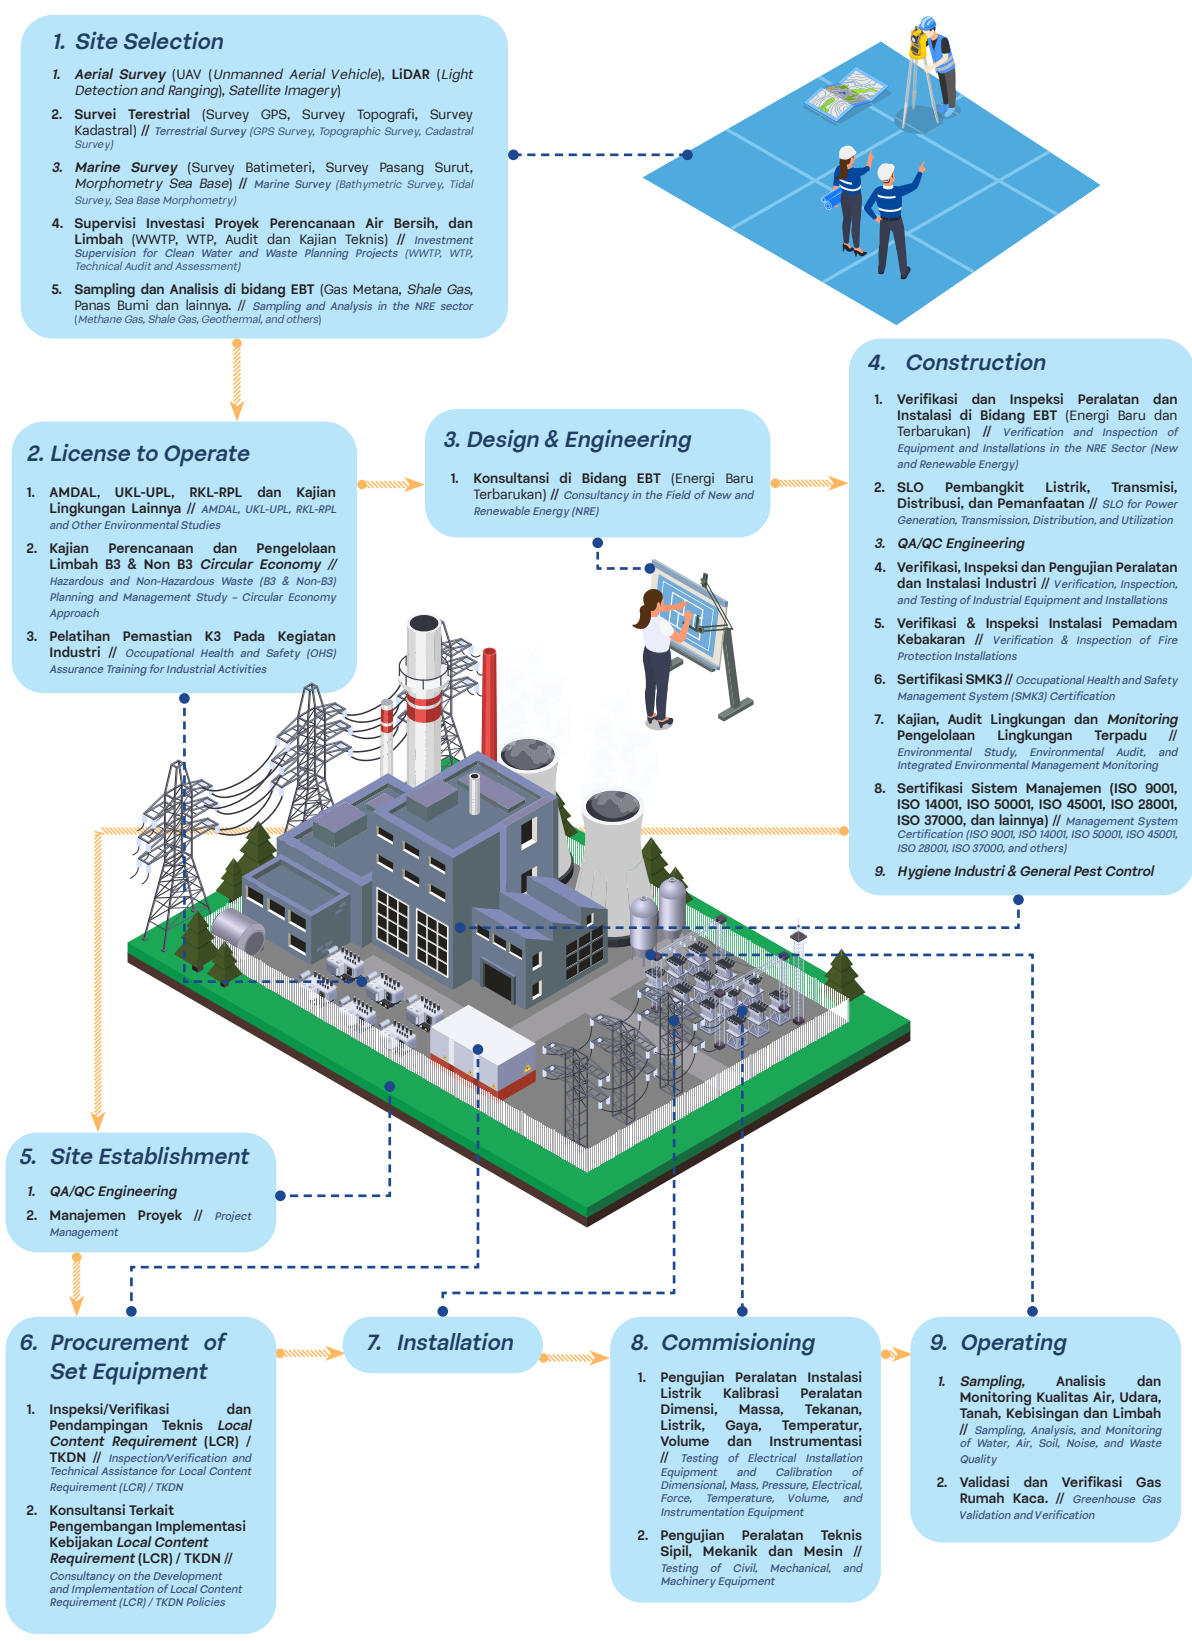 1. Site Selection
1. Aerial Survey (UAV (Unmanned Aerial Vehicle), LiDAR (Light
Detection and Ranging), Satellite Imagery)
2. Survei Terestrial (Survey GPS, Survey Topografi, Survey
Kadastral) // Terrestrial Survey (GPS Survey, Topographic Survey, Cadastral
Survey)
3. Marine Survey (Survey Batimeteri, Survey Pasang Surut,
Morphometry Sea Base) // Marine Survey (Bathymetric Survey, Tidal
Survey, Sea Base Morphometry)
4. Supervisi Investasi Proyek Perencanaan Air Bersih, dan
Limbah (WWTP, WTP, Audit dan Kajian Teknis) // Investment
Supervision for Clean Water and Waste Planning Projects (WWTP, WTP,
Technical Audit and Assessment)
5. Sampling dan Analisis di bidang EBT (Gas Metana, Shale Gas,
Panas Bumi dan lainnya. // Sampling and Analysis in the NRE sector
(Methane Gas, Shale Gas, Geothermal, and others)
2. License to Operate
1. AMDAL, UKL-UPL, RKL-RPL dan Kajian
Lingkungan Lainnya // AMDAL, UKL-UPL, RKL-RPL
and Other Environmental Studies
2. Kajian Perencanaan dan Pengelolaan
Limbah B3 & Non B3 Circular Economy //
Hazardous and Non-Hazardous Waste (B3 & Non-B3)
Planning and Management Study – Circular Economy
Approach
3. Pelatihan Pemastian K3 Pada Kegiatan
Industri // Occupational Health and Safety (OHS)
Assurance Training for Industrial Activities
3. Design & Engineering
1. Konsultansi di Bidang EBT (Energi Baru
Terbarukan) // Consultancy in the Field of New and
Renewable Energy (NRE)
4. Construction
1. Verifikasi dan Inspeksi Peralatan dan
Instalasi di Bidang EBT (Energi Baru dan
Terbarukan) // Verification and Inspection of
Equipment and Installations in the NRE Sector (New
and Renewable Energy)
2. SLO Pembangkit Listrik, Transmisi,
Distribusi, dan Pemanfaatan // SLO for Power
Generation, Transmission, Distribution, and Utilization
3. QA/QC Engineering
4. Verifikasi, Inspeksi dan Pengujian Peralatan
dan Instalasi Industri // Verification, Inspection,
and Testing of Industrial Equipment and Installations
5. Verifikasi & Inspeksi Instalasi Pemadam
Kebakaran // Verification & Inspection of Fire
Protection Installations
6. Sertifikasi SMK3 // Occupational Health and Safety
Management System (SMK3) Certification
7. Kajian, Audit Lingkungan dan Monitoring
Pengelolaan Lingkungan Terpadu //
Environmental Study, Environmental Audit, and
Integrated Environmental Management Monitoring
8. Sertifikasi Sistem Manajemen (ISO 9001,
ISO 14001, ISO 50001, ISO 45001, ISO 28001,
ISO 37000, dan lainnya) // Management System
Certification (ISO 9001, ISO 14001, ISO 50001, ISO 45001,
ISO 28001, ISO 37000, and others)
9. Hygiene Industri & General Pest Control
5. Site Establishment
1. QA/QC Engineering
2. Manajemen Proyek // Project
Management
6. Procurement of
Set Equipment
1. Inspeksi/Verifikasi dan
Pendampingan Teknis Local
Content Requirement (LCR) /
TKDN // Inspection/Verification and
Technical Assistance for Local Content
Requirement (LCR) / TKDN
2. Konsultansi Terkait
Pengembangan Implementasi
Kebijakan Local Content
Requirement (LCR) / TKDN //
Consultancy on the Development
and Implementation of Local Content
Requirement (LCR) / TKDN Policies
7. Installation
8. Commisioning
1. Pengujian Peralatan Instalasi
Listrik Kalibrasi Peralatan
Dimensi, Massa, Tekanan,
Listrik, Gaya, Temperatur,
Volume dan Instrumentasi
// Testing of Electrical Installation
Equipment and Calibration of
Dimensional, Mass, Pressure, Electrical,
Force, Temperature, Volume, and
Instrumentation Equipment
2. Pengujian Peralatan Teknis
Sipil, Mekanik dan Mesin //
Testing of Civil, Mechanical, and
Machinery Equipment
9. Operating
1. Sampling, Analisis dan
Monitoring Kualitas Air, Udara,
Tanah, Kebisingan dan Limbah
// Sampling, Analysis, and Monitoring
of Water, Air, Soil, Noise, and Waste
Quality
2. Validasi dan Verifikasi Gas
Rumah Kaca. // Greenhouse Gas
Validation and Verification